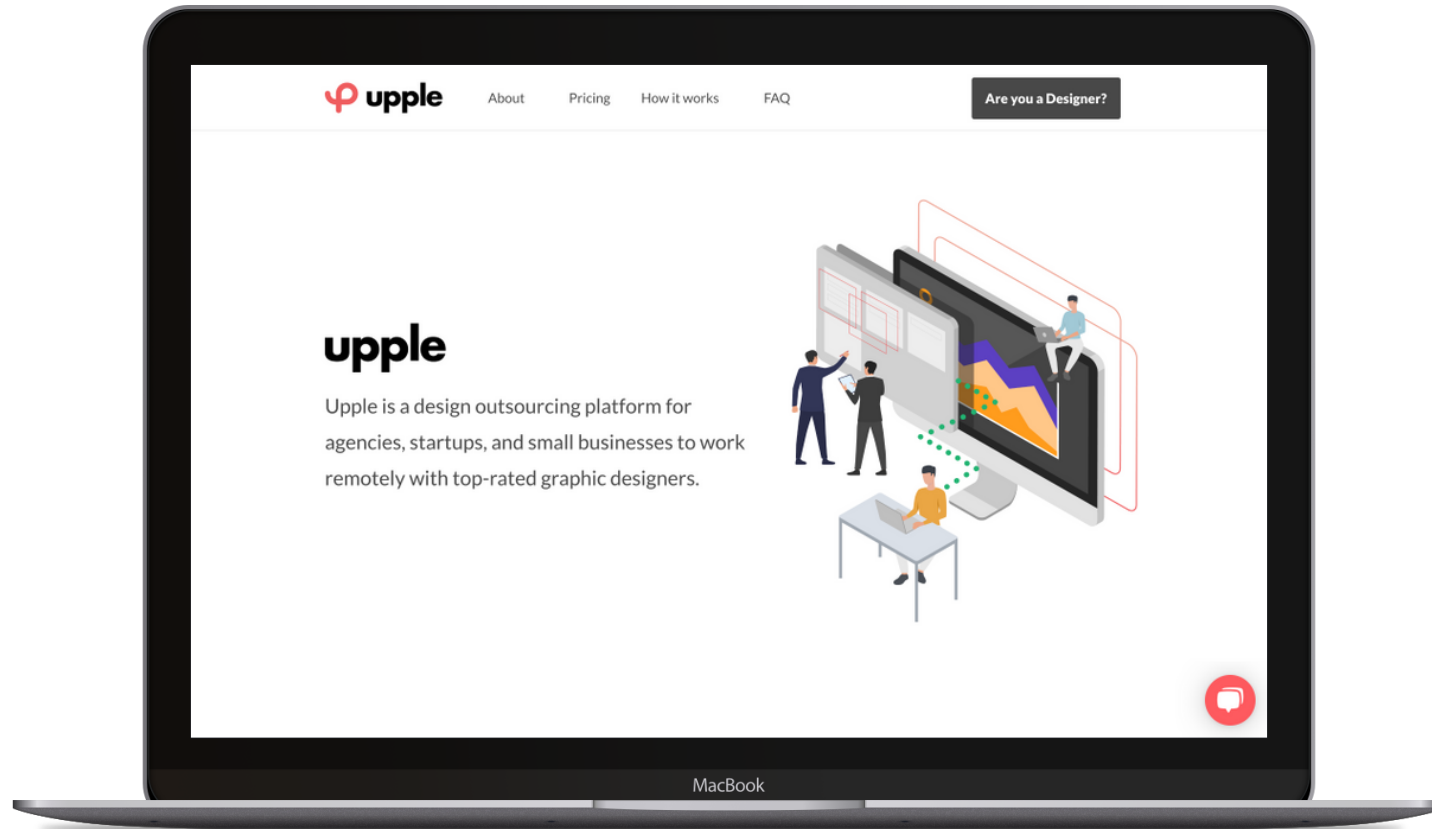 upple
About
Pricing
How it works
FAQ
Are you a Designer?
upple
Upple is a design outsourcing platform for
agencies, startups, and small businesses to work
remotely with top-rated graphic designers.
MacBook